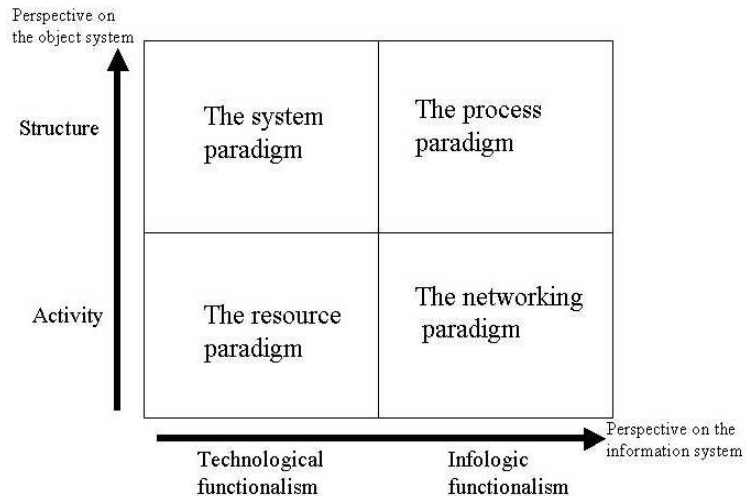 Perspective on
the object system
Structure
The system
paradigm
The process
paradigm
Activity
The resource
paradigm
The networking
paradigm
Perspective on the
information system
Technological
functionalism
Infologic
functionalism